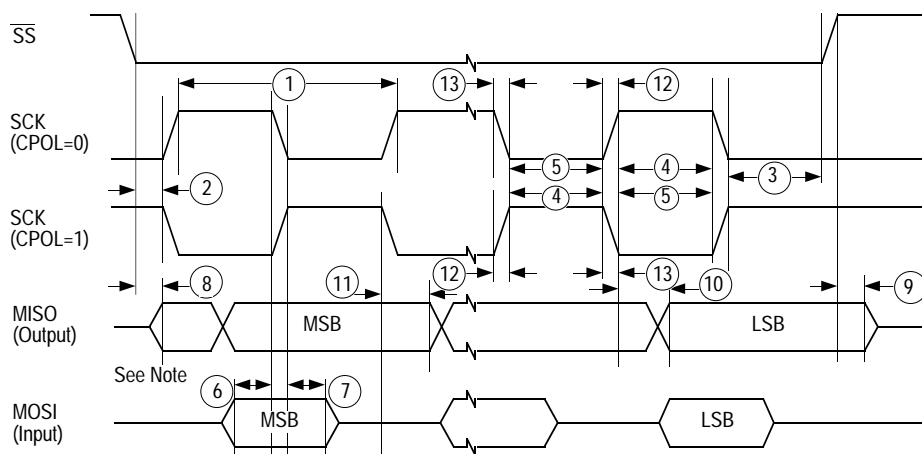 SS
1
13
12
SCK
(CPOL=0)
5
4
3
2
4
5
SCK
(CPOL=1)
8
11
12
13
10
9
MISO
(Output)
MSB
LSB
See Note
6
7
MOSI
(Input)
MSB
LSB